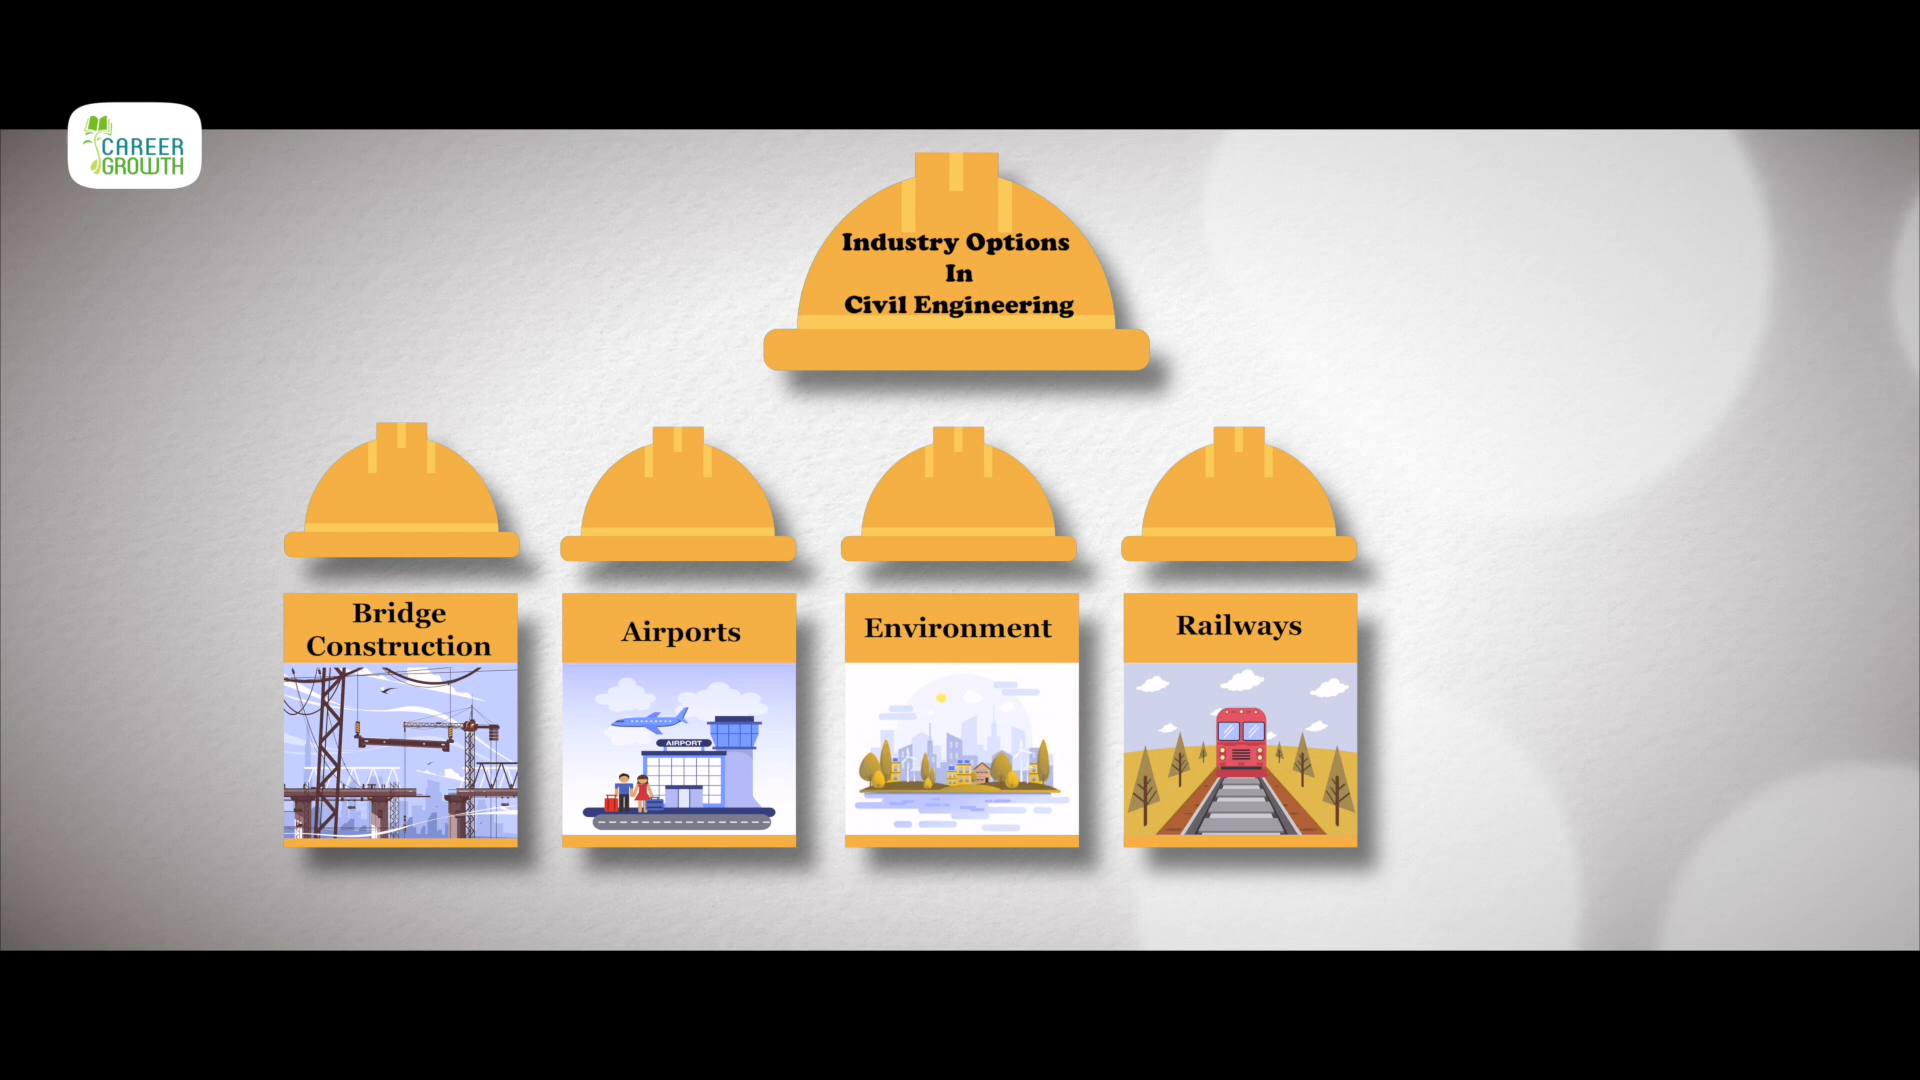 CAREER
GROWTH
Industry Options
In
Civil Engineering
Bridge
Construction
Airports
Environment
Railways
AIRPORT